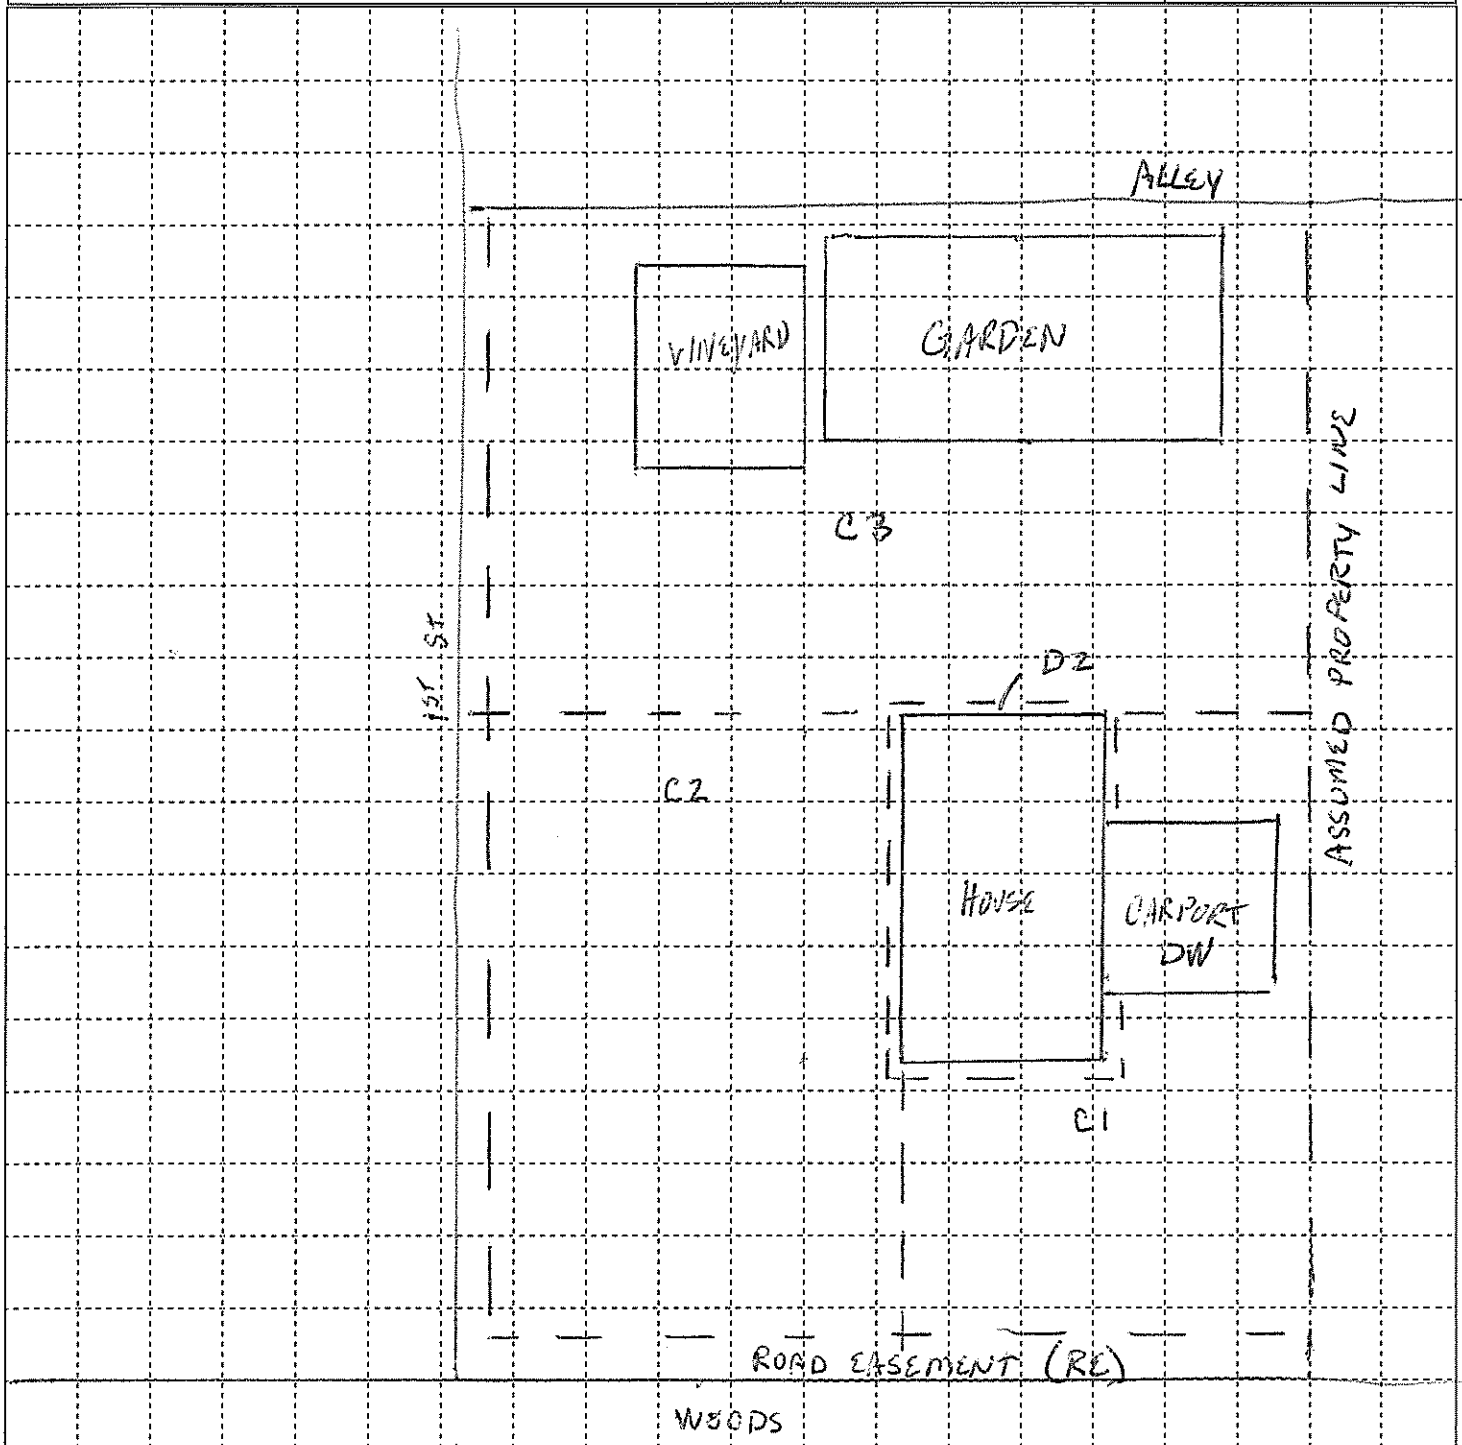 ALLEY
VINEYARD
GARDEN
ASSUMED PROPERTY LINE
C3
1ST ST
D2
C2
HOUSE
CARPORT
DW
C1
ROAD EASEMENT (RE)
WOODS